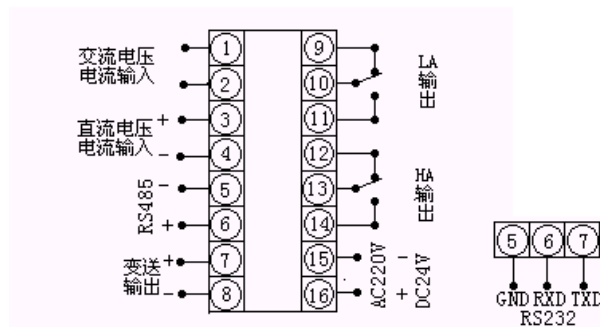 交流电压
电流输入
直流电压
电流输入
+
-
RS485
-
+
变送
输出
+
-
1
2
3
4
5
6
7
8
9
10
11
12
13
14
15
16
LA
输出
HA
输出
AC220V
-
+
DC24V
5 6 7
GND RXD TXD
RS232